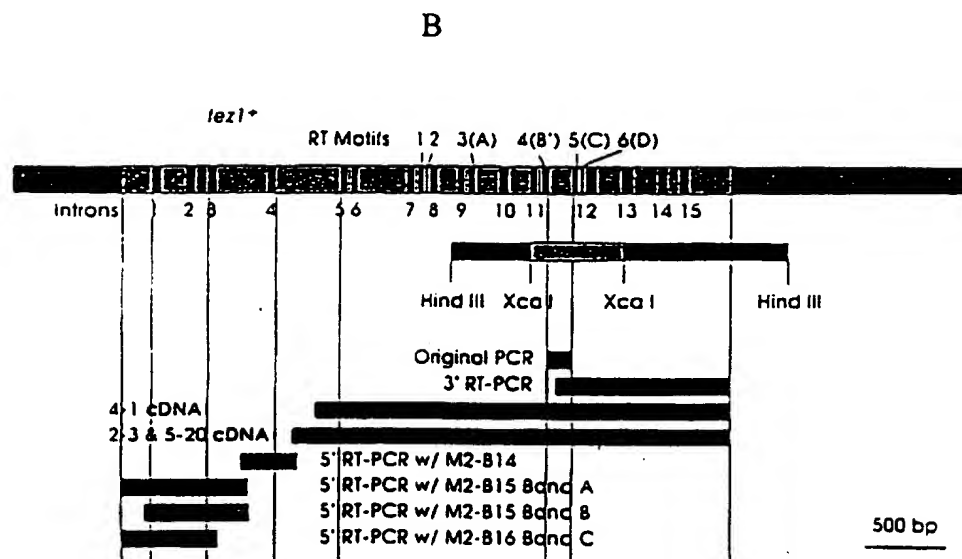 B
tez1+
RT Motifs 1 2 3(A) 4(B') 5(C) 6(D)
Introns 1 2 3 4 5 6 7 8 9 10 11 12 13 14 15
Hind III Xca I Xca I Hind III
Original PCR
3' RT-PCR
4-1 cDNA
2-3 & 5-20 cDNA
5' RT-PCR w/ M2-B14
5' RT-PCR w/ M2-B15 Band A
5' RT-PCR w/ M2-B15 Band B
5' RT-PCR w/ M2-B16 Band C
500 bp